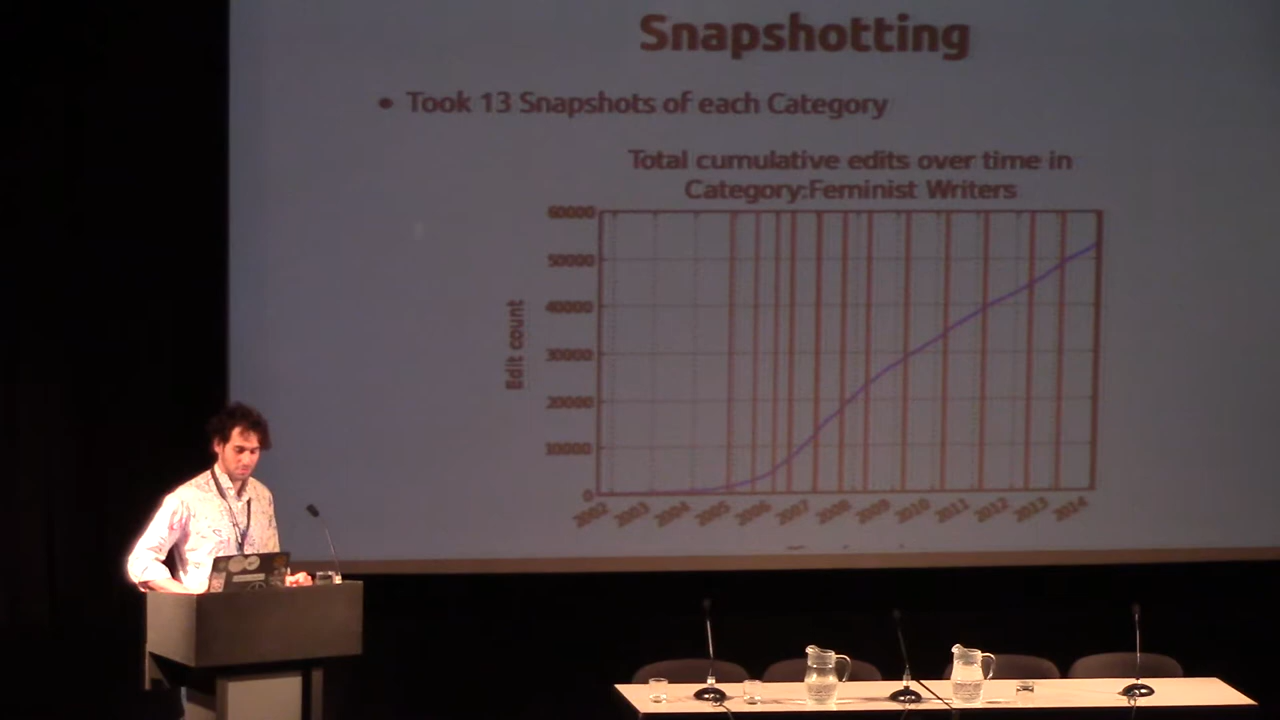 Snapshotting
• Took 13 Snapshots of each Category
Total cumulative edits over time in
Category:Feminist Writers
60000
50000
40000
30000
20000
10000
0
Edit count
2002 2003 2004 2005 2006 2007 2008 2009 2010 2011 2012 2013 2014